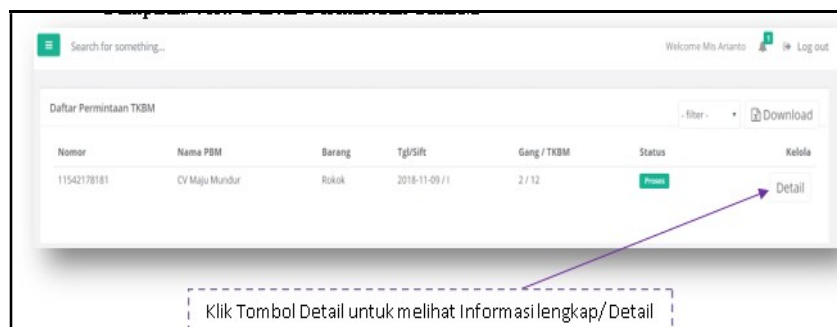 Search for something...
Welcome Mis Arianto
1
Log out
Daftar Permintaan TKBM
- filter -
Download
Nomor Nama PBM Barang Tgl/Sift Gang / TKBM Status Kelola
11542178181 CV Maju Mundur Rokok 2018-11-09 / I 2 / 12 Proses Detail
Klik Tombol Detail untuk melihat Informasi lengkap/Detail